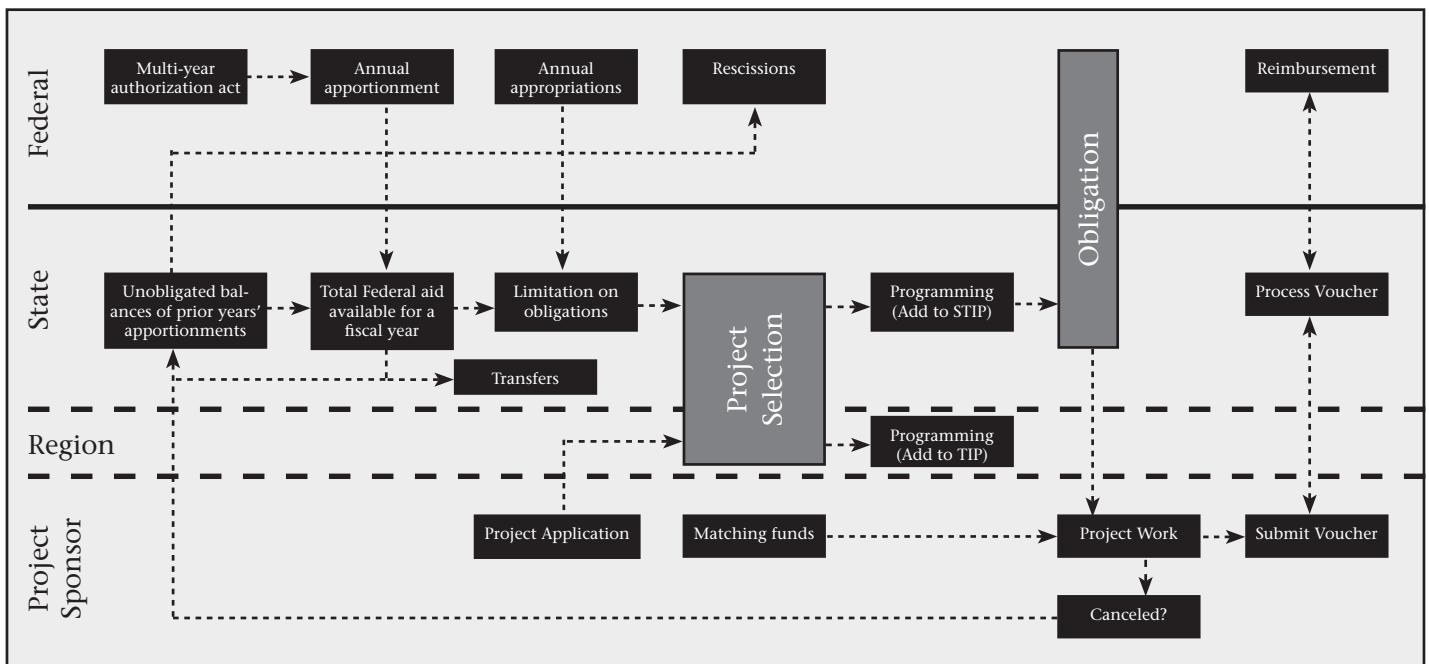 Federal
Multi-year
authorization act
Annual
apportionment
Annual
appropriations
Rescissions
Obligation
Reimbursement
State
Unobligated bal-
ances of prior years'
apportionments
Total Federal aid
available for a
fiscal year
Limitation on
obligations
Project
Selection
Programming
(Add to STIP)
Process Voucher
Transfers
Region
Programming
(Add to TIP)
Project
Sponsor
Project Application
Matching funds
Project Work
Submit Voucher
Canceled?